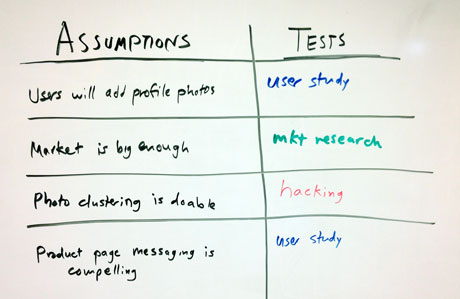 ASSUMPTIONS TESTS
Users will add profile photos user study
Market is big enough mkt research
Photo clustering is doable hacking
Product page messaging is user study
compelling